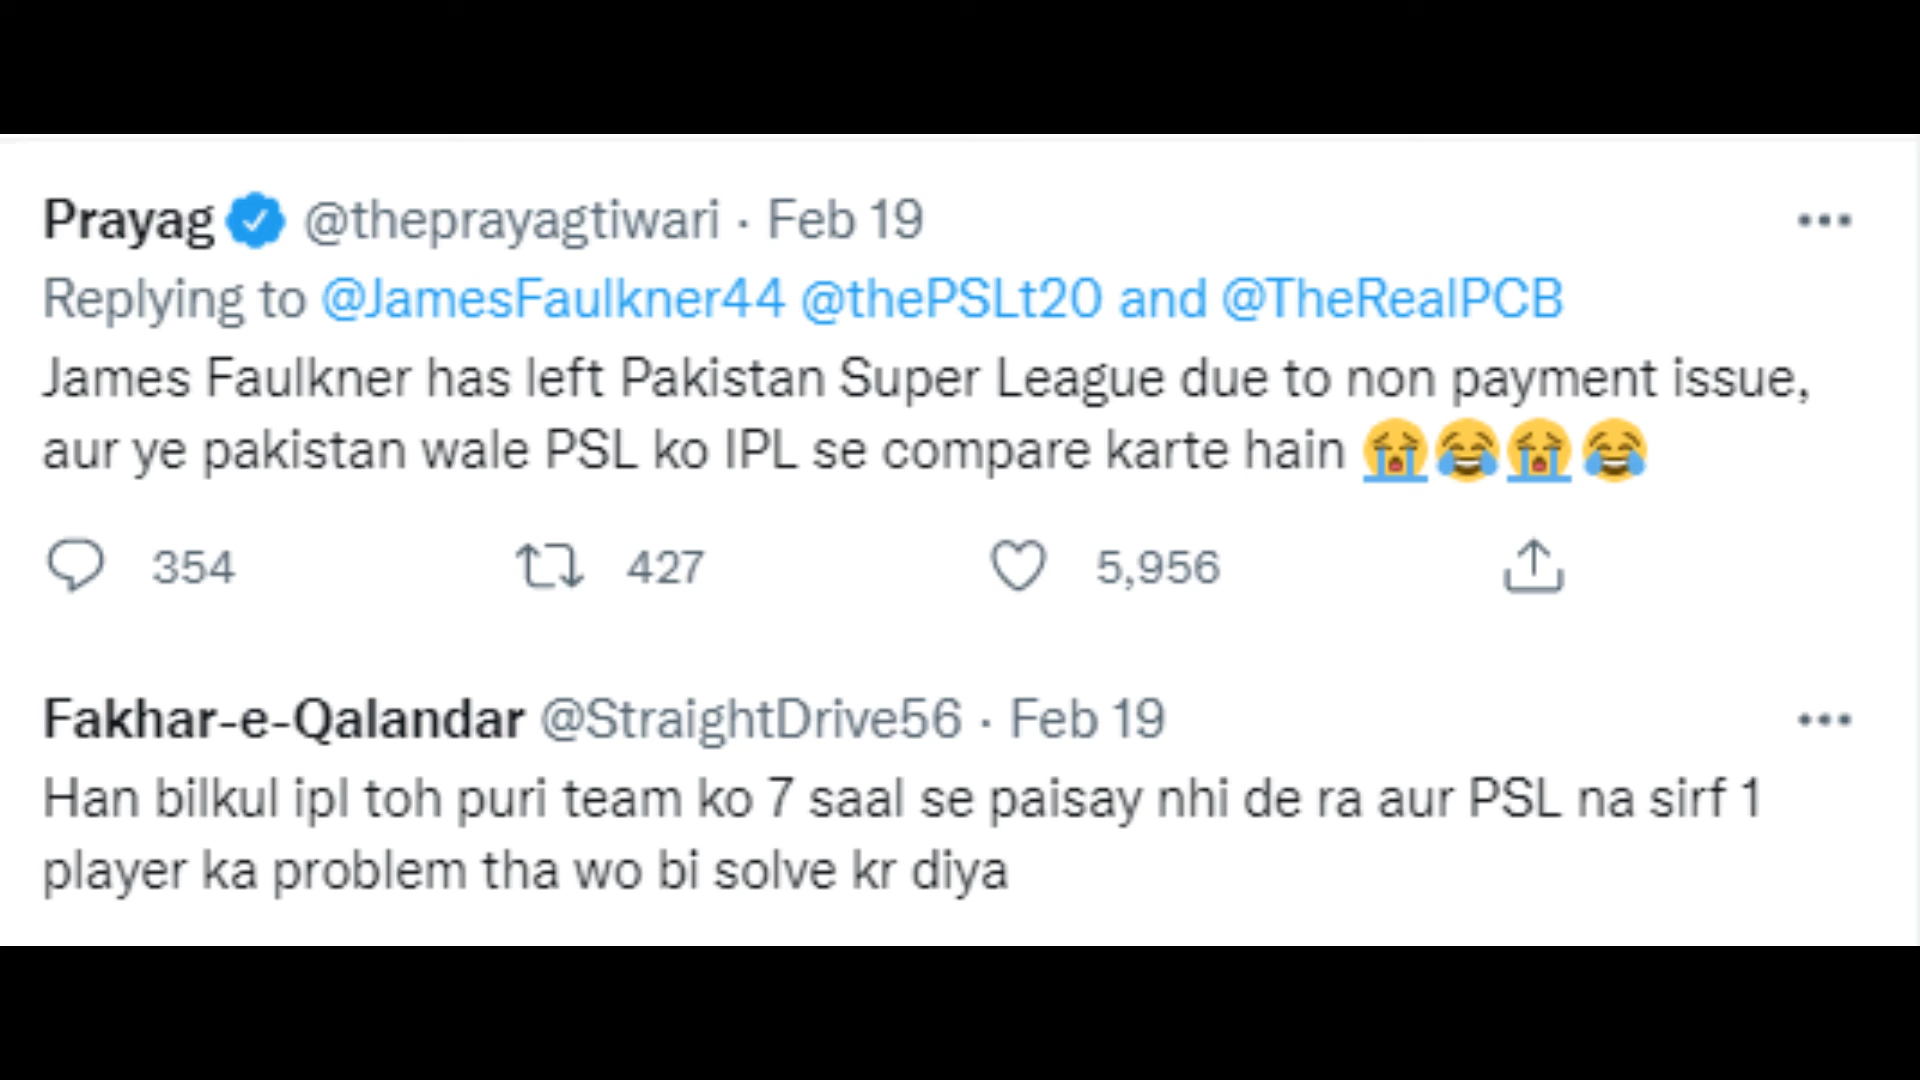 Prayag @theprayagtiwari · Feb 19
Replying to @JamesFaulkner44 @thePSLt20 and @TheRealPCB
James Faulkner has left Pakistan Super League due to non payment issue,
aur ye pakistan wale PSL ko IPL se compare karte hain 😭😂😭😂
354 427 5,956
Fakhar-e-Qalandar @StraightDrive56 · Feb 19
Han bilkul ipl toh puri team ko 7 saal se paisay nhi de ra aur PSL na sirf 1
player ka problem tha wo bi solve kr diya